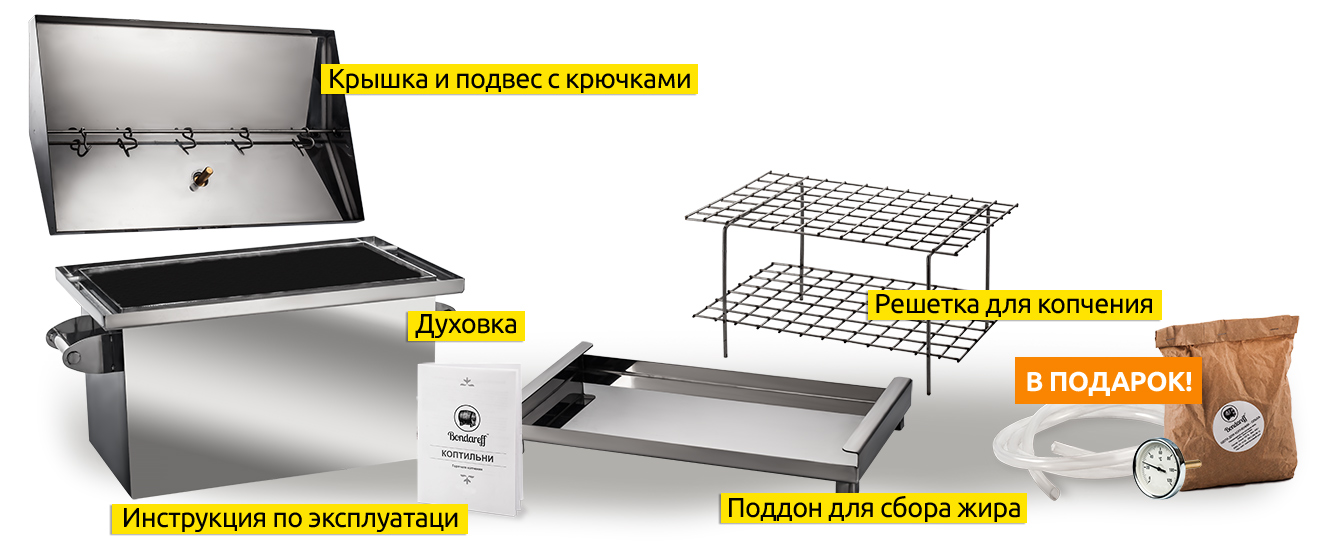 Крышка и подвес с крючками
Решетка для копчения
Духовка
В ПОДАРОК!
Bondareff
КОПТИЛЬНИ
Bondareff
Поддон для сбора жира
Инструкция по эксплуатаци